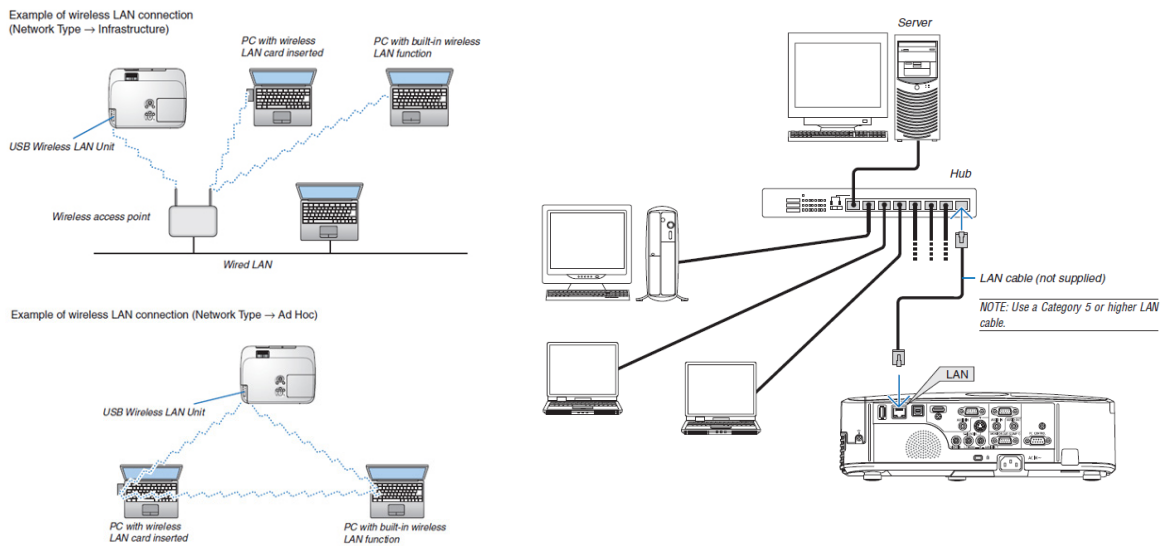 Example of wireless LAN connection
(Network Type → Infrastructure)
PC with wireless
LAN card inserted
PC with built-in wireless
LAN function
USB Wireless LAN Unit
Wireless access point
Wired LAN
Example of wireless LAN connection (Network Type → Ad Hoc)
USB Wireless LAN Unit
PC with wireless
LAN card inserted
PC with built-in wireless
LAN function
Server
Hub
LAN cable (not supplied)
NOTE: Use a Category 5 or higher LAN
cable.
LAN